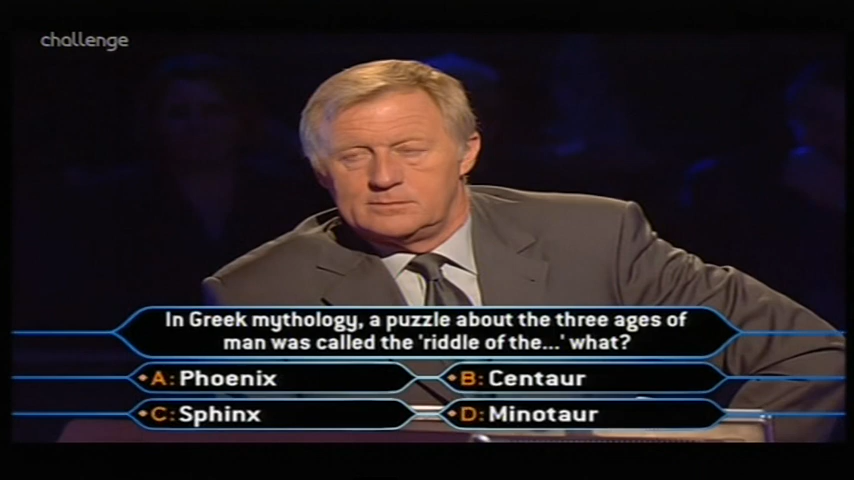 challenge
In Greek mythology, a puzzle about the three ages of
man was called the 'riddle of the...' what?
A: Phoenix
B: Centaur
C: Sphinx
D: Minotaur